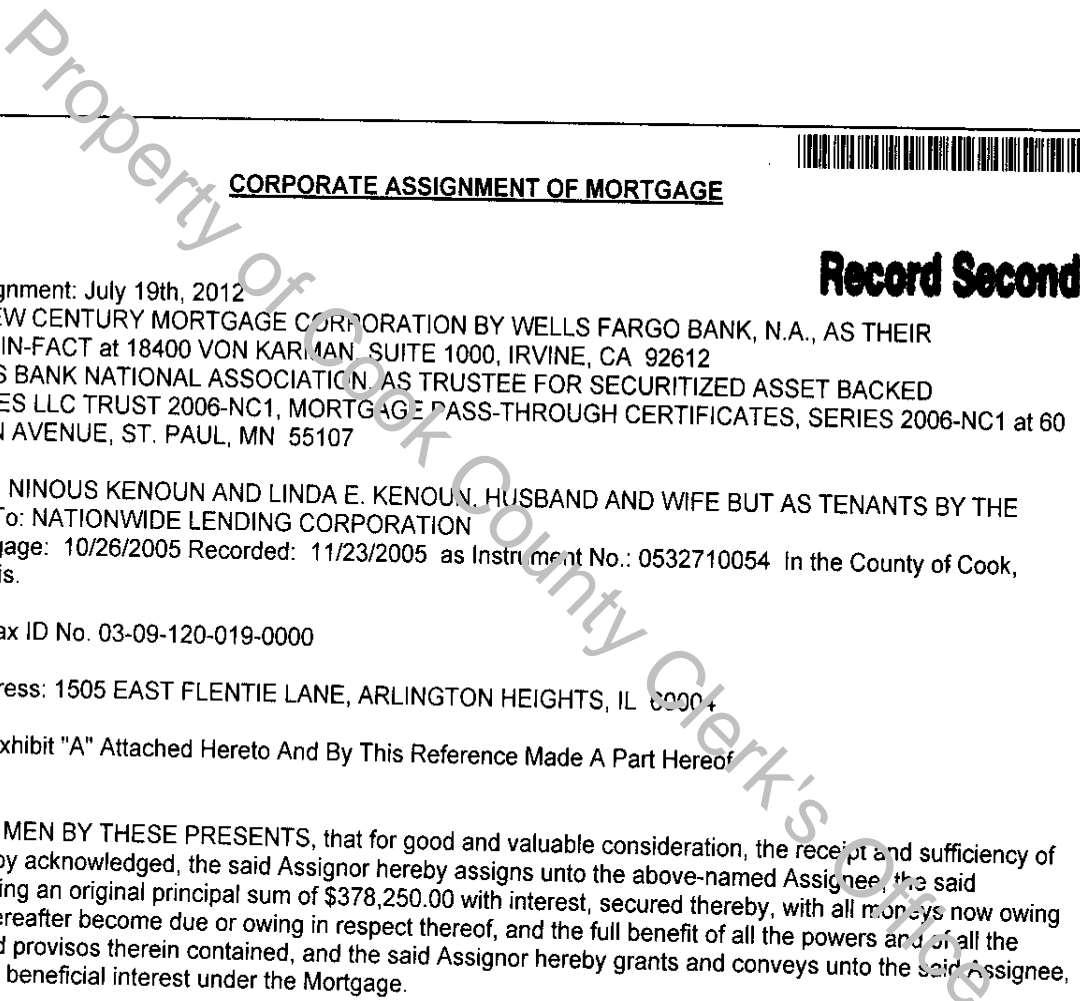 Property of Cook County Clerk's Office
CORPORATE ASSIGNMENT OF MORTGAGE
Record Second
gnment: July 19th, 2012
EW CENTURY MORTGAGE CORPORATION BY WELLS FARGO BANK, N.A., AS THEIR
IN-FACT at 18400 VON KARMAN, SUITE 1000, IRVINE, CA 92612
S BANK NATIONAL ASSOCIATION, AS TRUSTEE FOR SECURITIZED ASSET BACKED
ES LLC TRUST 2006-NC1, MORTGAGE PASS-THROUGH CERTIFICATES, SERIES 2006-NC1 at 60
N AVENUE, ST. PAUL, MN 55107
NINOUS KENOUN AND LINDA E. KENOUN, HUSBAND AND WIFE BUT AS TENANTS BY THE
To: NATIONWIDE LENDING CORPORATION
gage: 10/26/2005 Recorded: 11/23/2005 as Instrument No.: 0532710054 In the County of Cook,
is.
ax ID No. 03-09-120-019-0000
ress: 1505 EAST FLENTIE LANE, ARLINGTON HEIGHTS, IL
xhibit "A" Attached Hereto And By This Reference Made A Part Hereof
MEN BY THESE PRESENTS, that for good and valuable consideration, the receipt and sufficiency of
by acknowledged, the said Assignor hereby assigns unto the above-named Assignee, the said
ing an original principal sum of $378,250.00 with interest, secured thereby, with all moneys now owing
ereafter become due or owing in respect thereof, and the full benefit of all the powers and of all the
d provisos therein contained, and the said Assignor hereby grants and conveys unto the said Assignee,
beneficial interest under the Mortgage.